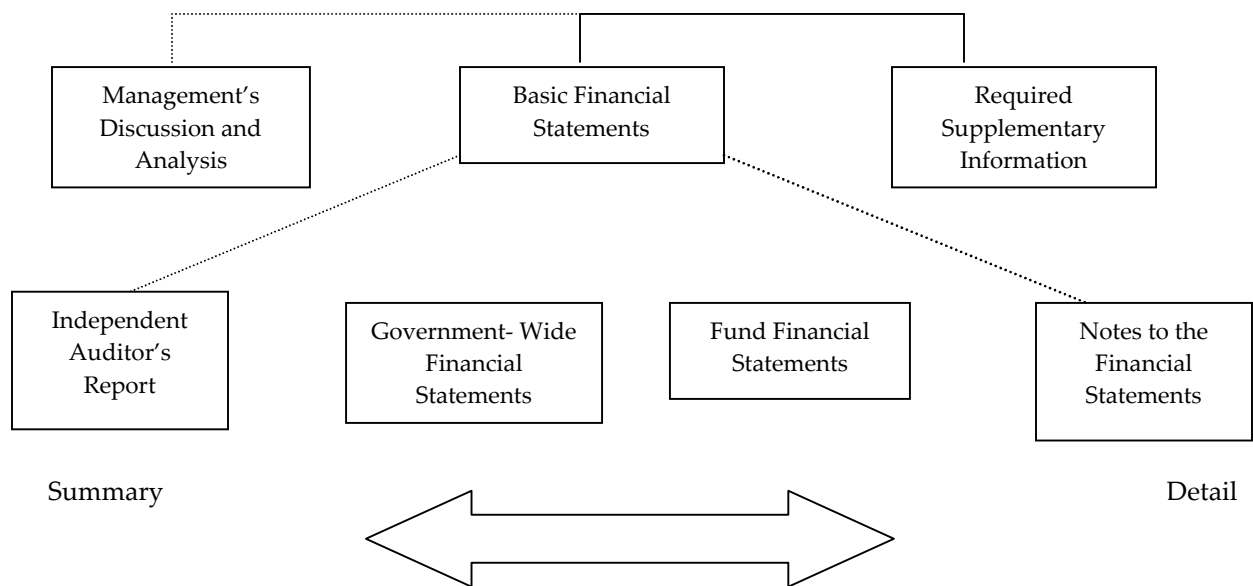 Management’s
Discussion and
Analysis
Basic Financial
Statements
Required
Supplementary
Information
Independent
Auditor’s
Report
Government- Wide
Financial
Statements
Fund Financial
Statements
Notes to the
Financial
Statements
Summary
Detail